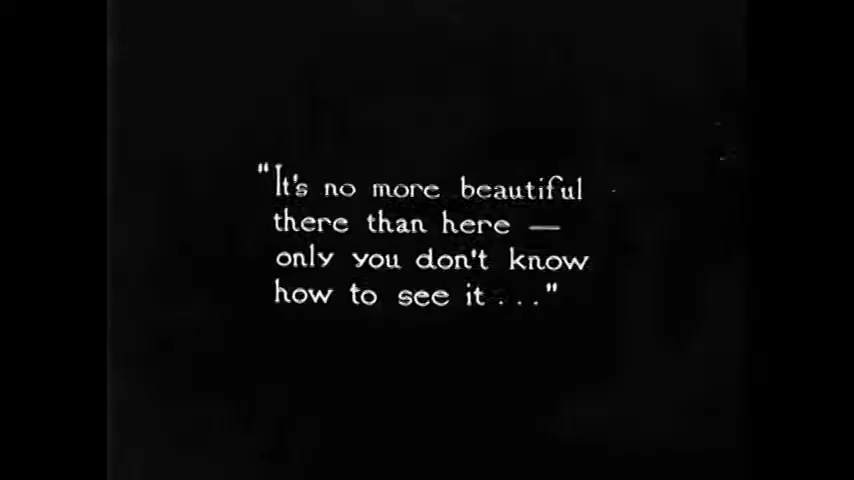 "It's no more beautiful
there than here —
only you don't know
how to see it . . ."